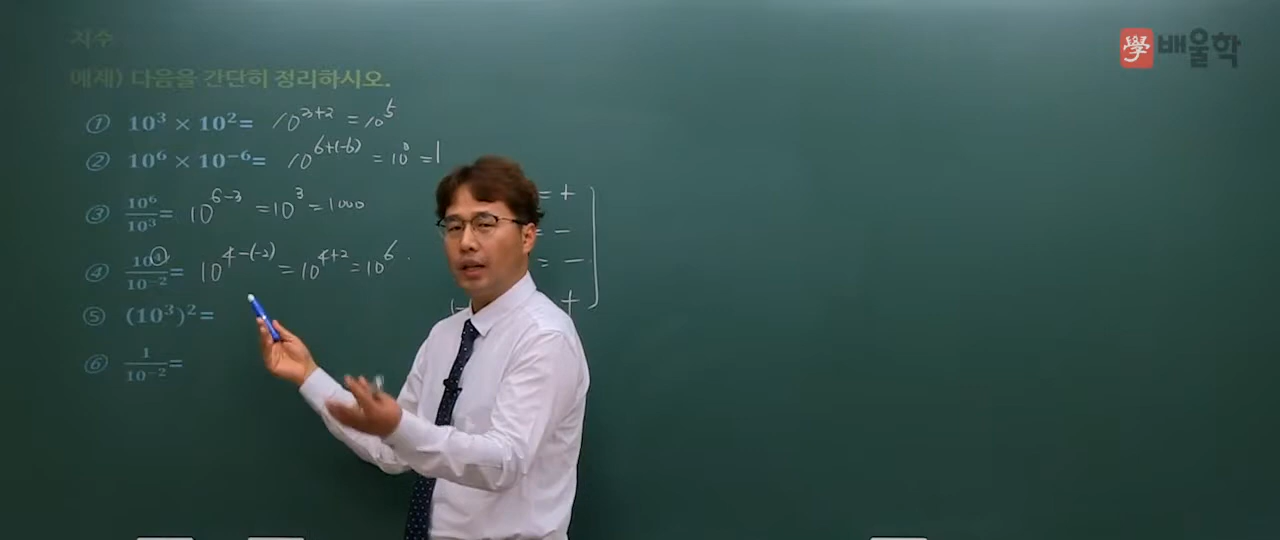 지수
學 배울학
예제) 다음을 간단히 정리하시오.
① 10³ × 10² = 10³⁺² = 10⁵
② 10⁶ × 10⁻⁶ = 10⁶⁺⁽⁻⁶⁾ = 10⁰ = 1
③ 10⁶/10³ = 10⁶⁻³ = 10³ = 1000
④ 10⁴/10⁻² = 10⁴⁻⁽⁻²⁾ = 10⁴⁺² = 10⁶
⑤ (10³)² =
⑥ 1/10⁻² =
= +
= −
= −
+